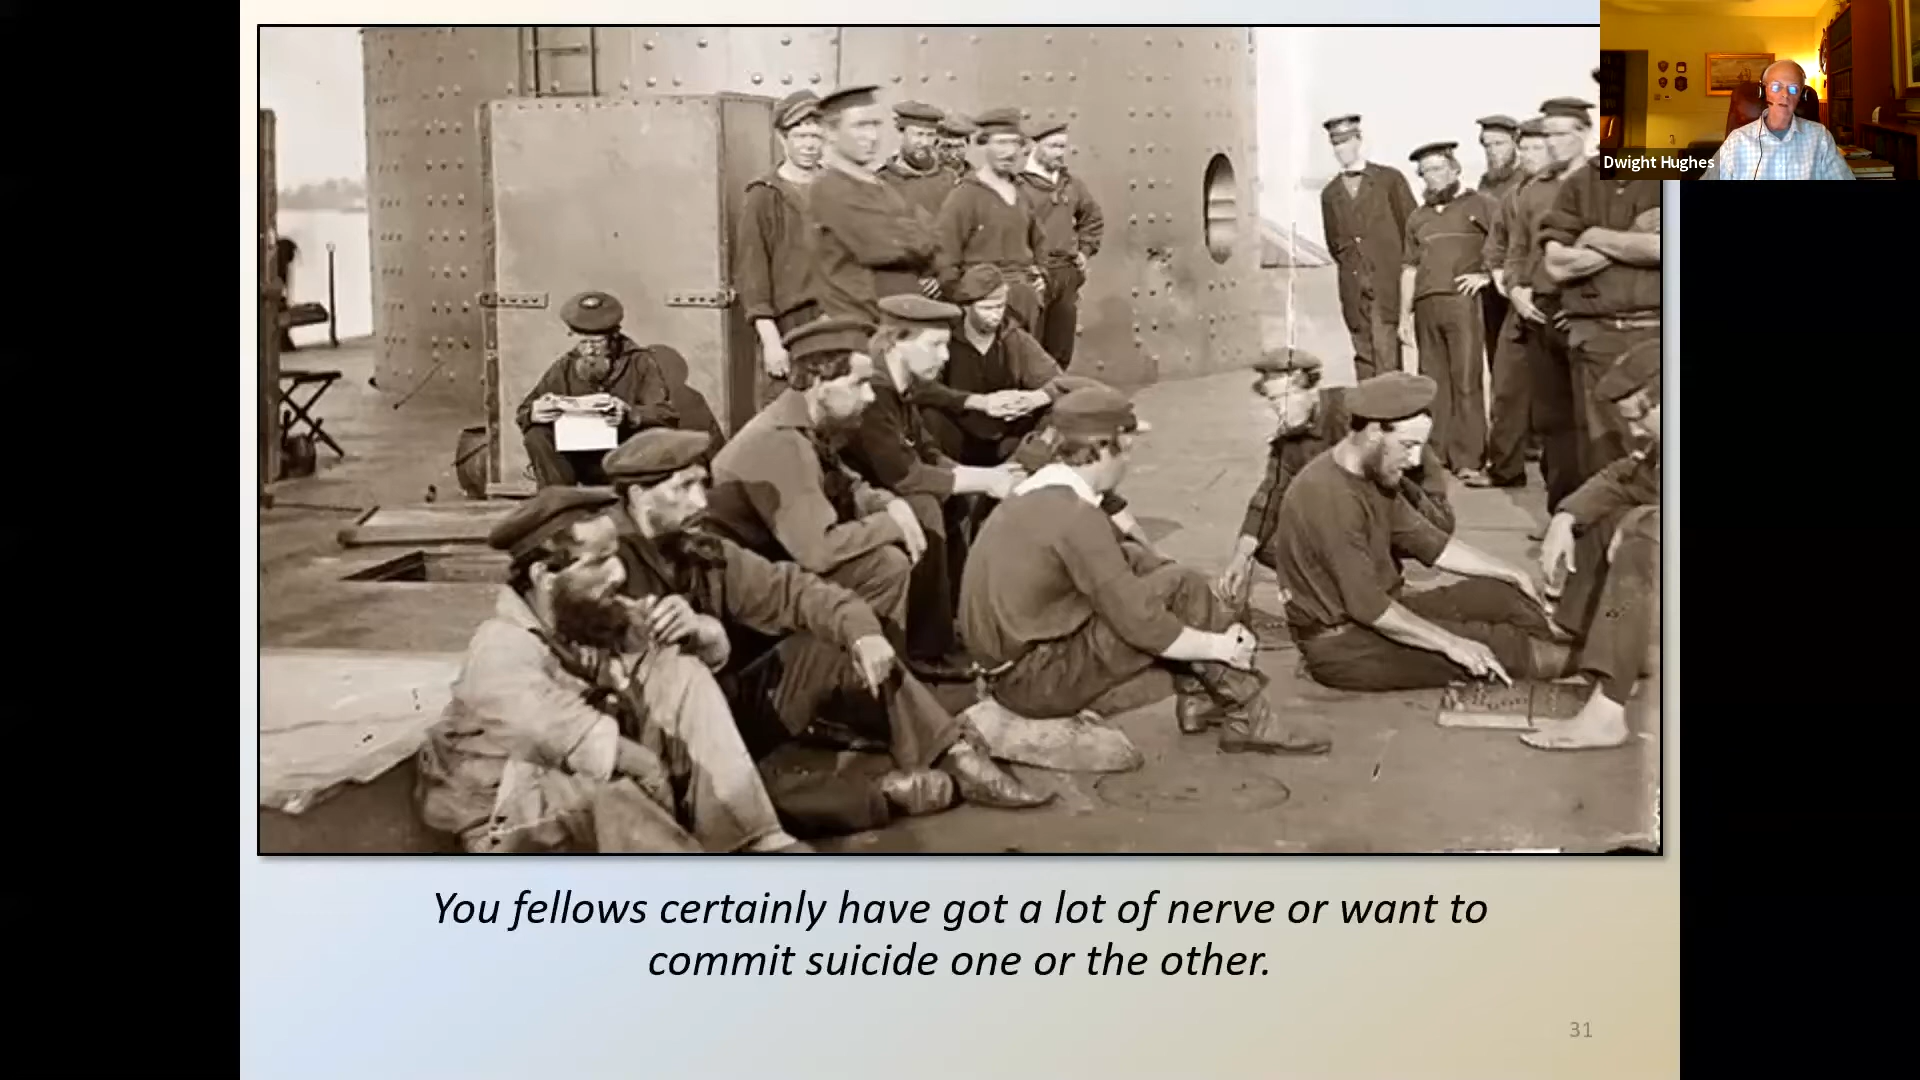 Dwight Hughes
You fellows certainly have got a lot of nerve or want to
commit suicide one or the other.
31